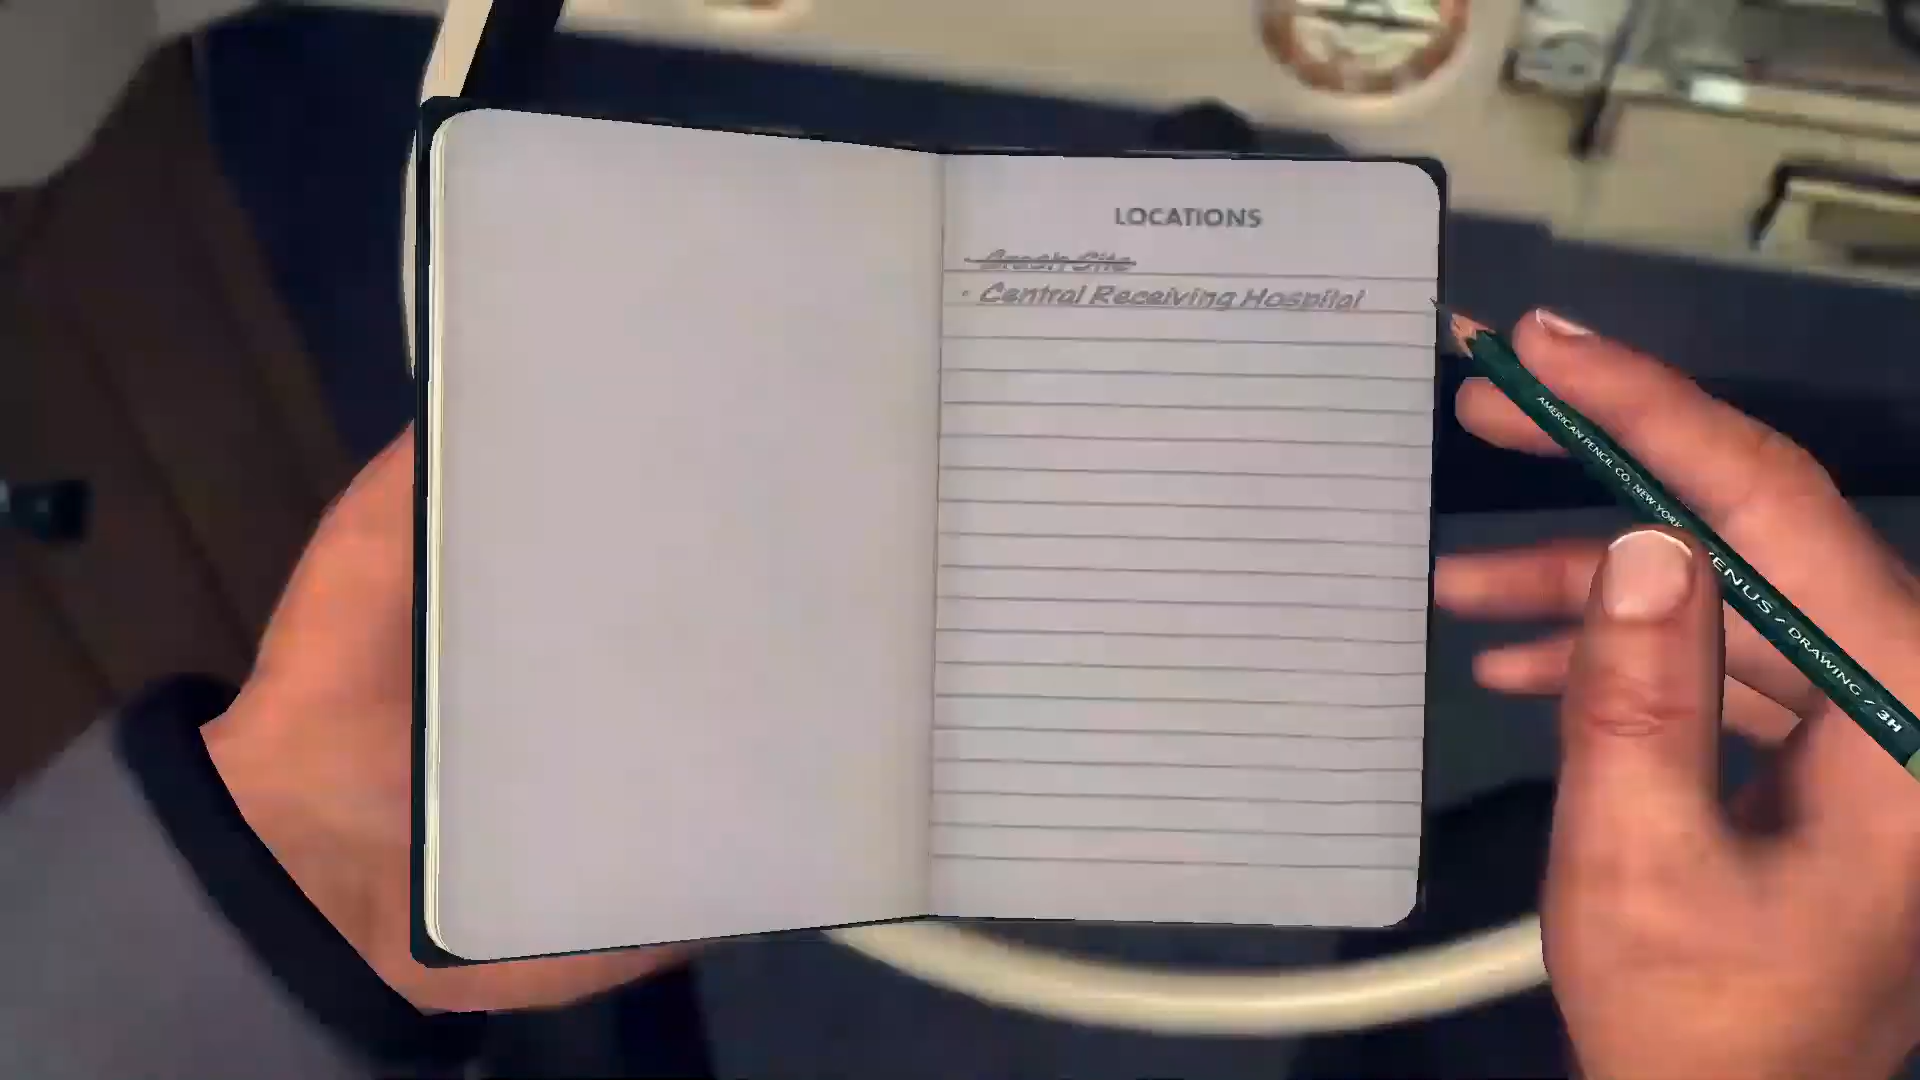 LOCATIONS
- Crash Site
- Central Receiving Hospital
AMERICAN PENCIL CO. NEW YORK
VENUS / DRAWING / 3H